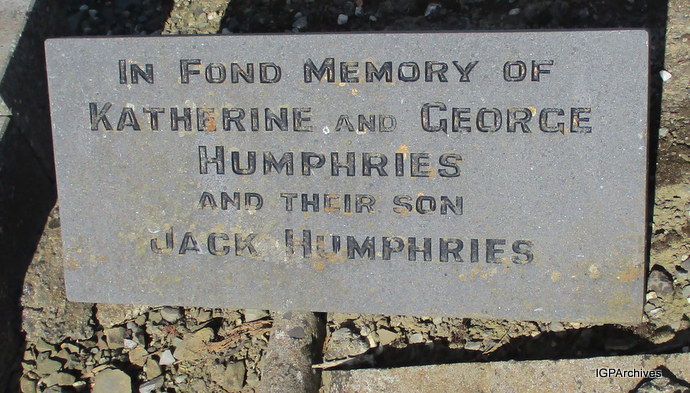 In Fond Memory of
Katherine and George
Humphries
and their son
Jack Humphries
IGPArchives